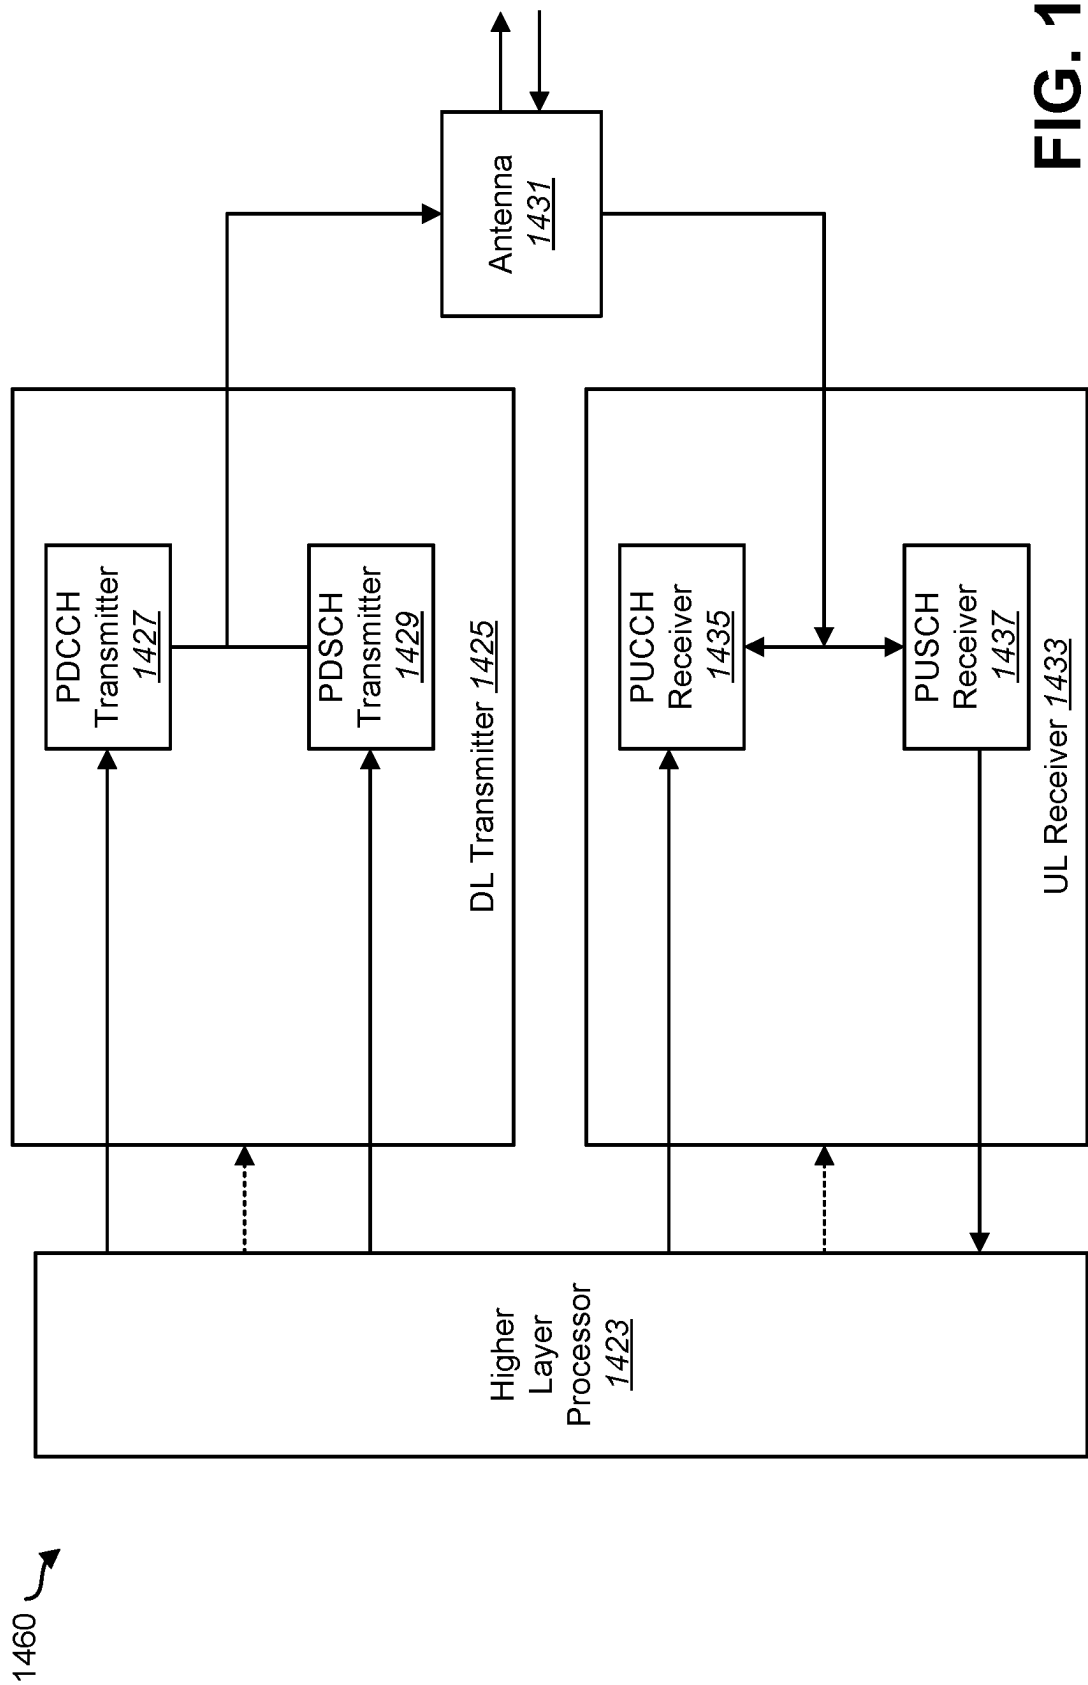 1460
Higher
Layer
Processor
1423
PDCCH
Transmitter
1427
PDSCH
Transmitter
1429
DL Transmitter 1425
Antenna
1431
PUCCH
Receiver
1435
PUSCH
Receiver
1437
UL Receiver 1433
FIG. 1